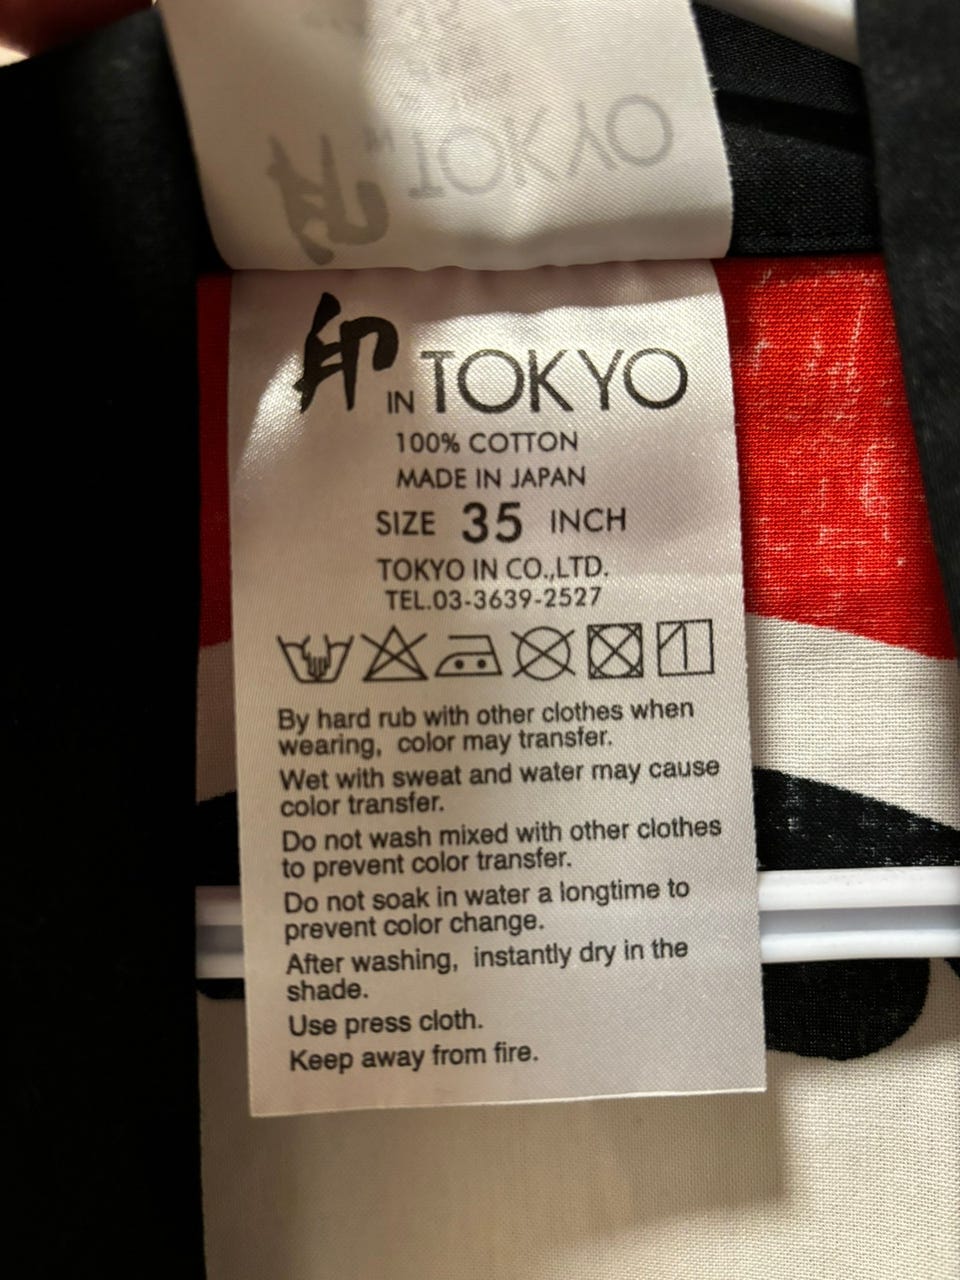 TOKYO
印 IN TOKYO
100% COTTON
MADE IN JAPAN
SIZE 35 INCH
TOKYO IN CO.,LTD.
TEL.03-3639-2527
By hard rub with other clothes when
wearing, color may transfer.
Wet with sweat and water may cause
color transfer.
Do not wash mixed with other clothes
to prevent color transfer.
Do not soak in water a longtime to
prevent color change.
After washing, instantly dry in the
shade.
Use press cloth.
Keep away from fire.